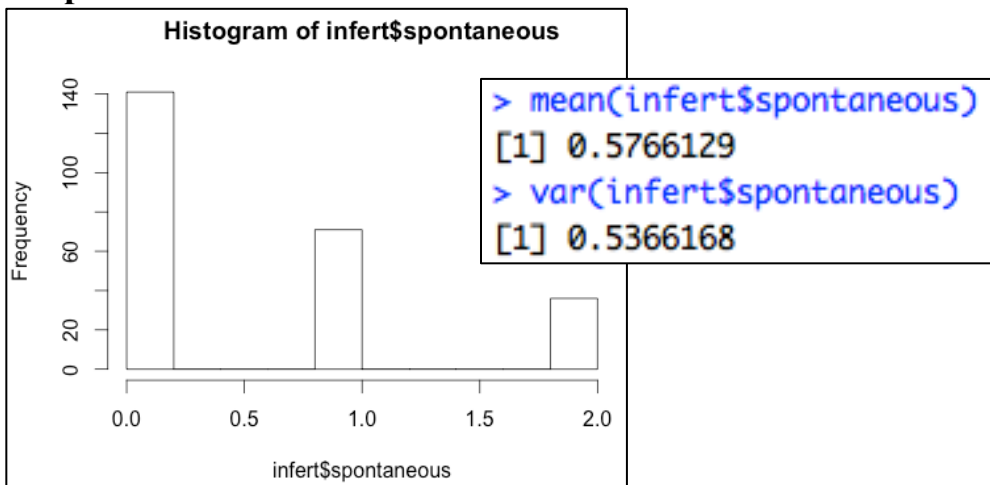 Histogram of infert$spontaneous
> mean(infert$spontaneous)
[1] 0.5766129
> var(infert$spontaneous)
[1] 0.5366168
Frequency
140
100
60
20
0
0.0 0.5 1.0 1.5 2.0
infert$spontaneous